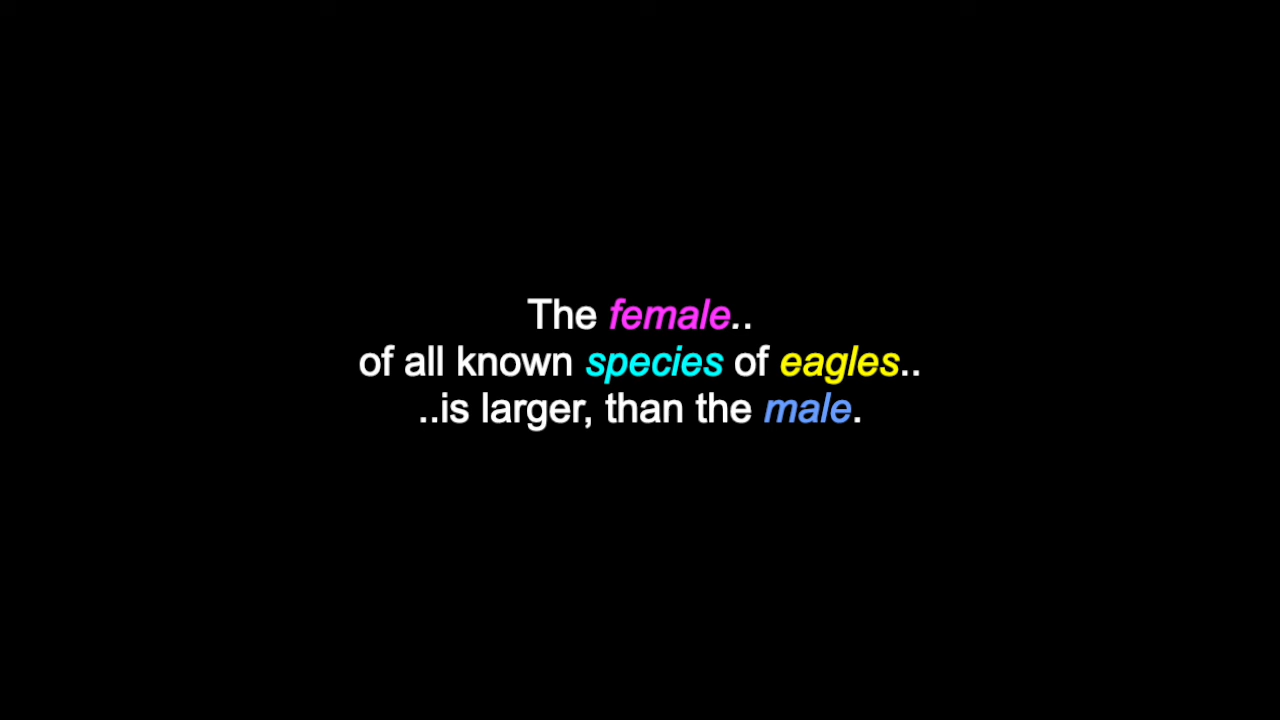 The female..
of all known species of eagles..
..is larger, than the male.